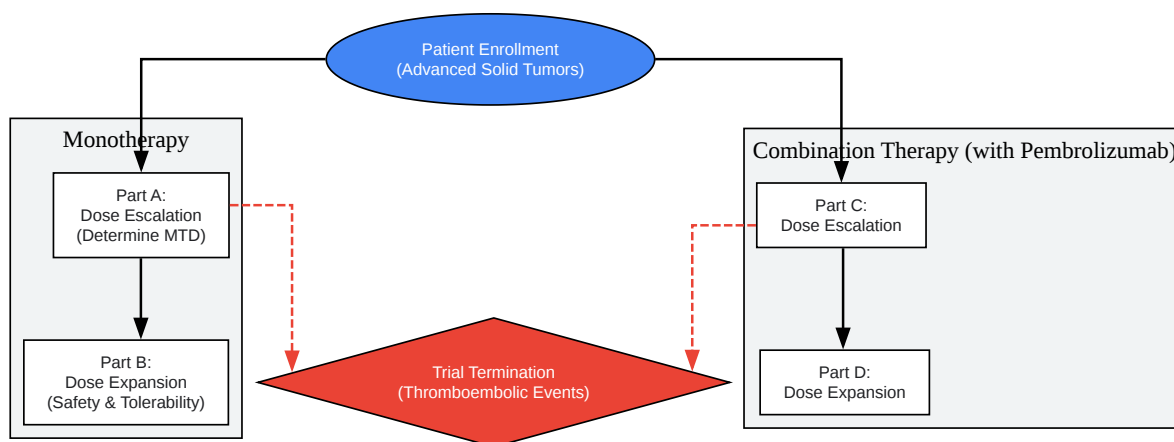 Patient Enrollment
(Advanced Solid Tumors)
Monotherapy
Part A:
Dose Escalation
(Determine MTD)
Part B:
Dose Expansion
(Safety & Tolerability)
Trial Termination
(Thromboembolic Events)
Combination Therapy (with Pembrolizumab)
Part C:
Dose Escalation
Part D:
Dose Expansion